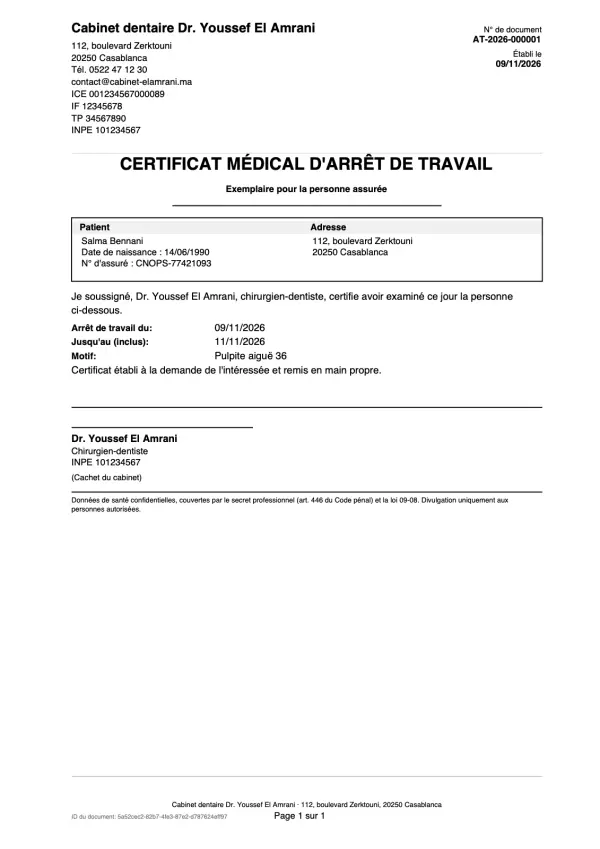 Cabinet dentaire Dr. Youssef El Amrani
112, boulevard Zerktouni
20250 Casablanca
Tél. 0522 47 12 30
contact@cabinet-elamrani.ma
ICE 001234567000089
IF 12345678
TP 34567890
INPE 101234567
N° de document
AT-2026-000001
Établi le
09/11/2026
CERTIFICAT MÉDICAL D'ARRÊT DE TRAVAIL
Exemplaire pour la personne assurée
Patient
Salma Bennani
Date de naissance : 14/06/1990
N° d'assuré : CNOPS-77421093
Adresse
112, boulevard Zerktouni
20250 Casablanca
Je soussigné, Dr. Youssef El Amrani, chirurgien-dentiste, certifie avoir examiné ce jour la personne
ci-dessous.
Arrêt de travail du: 09/11/2026
Jusqu'au (inclus): 11/11/2026
Motif: Pulpite aiguë 36
Certificat établi à la demande de l'intéressée et remis en main propre.
Dr. Youssef El Amrani
Chirurgien-dentiste
INPE 101234567
(Cachet du cabinet)
Données de santé confidentielles, couvertes par le secret professionnel (art. 446 du Code pénal) et la loi 09-08. Divulgation uniquement aux
personnes autorisées.
Cabinet dentaire Dr. Youssef El Amrani · 112, boulevard Zerktouni, 20250 Casablanca
ID du document: 5a52cec2-82b7-4fe3-87e2-d787624eff97
Page 1 sur 1